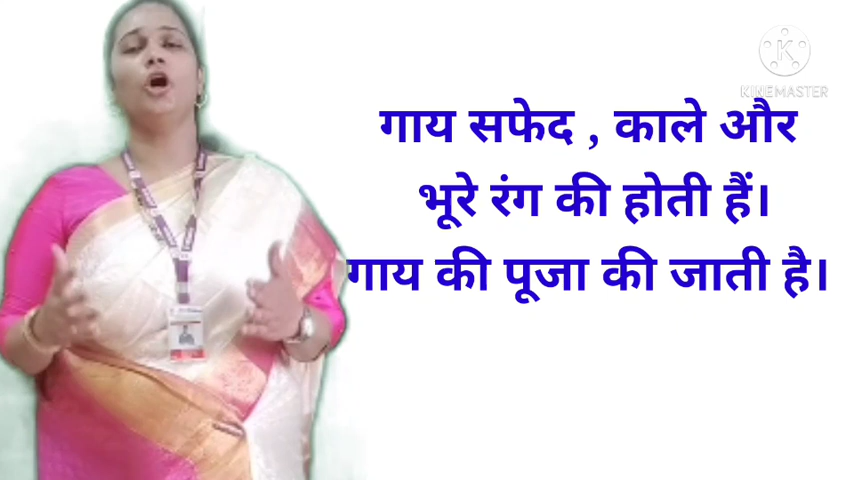 KINEMASTER
गाय सफेद , काले और
भूरे रंग की होती हैं।
गाय की पूजा की जाती है।